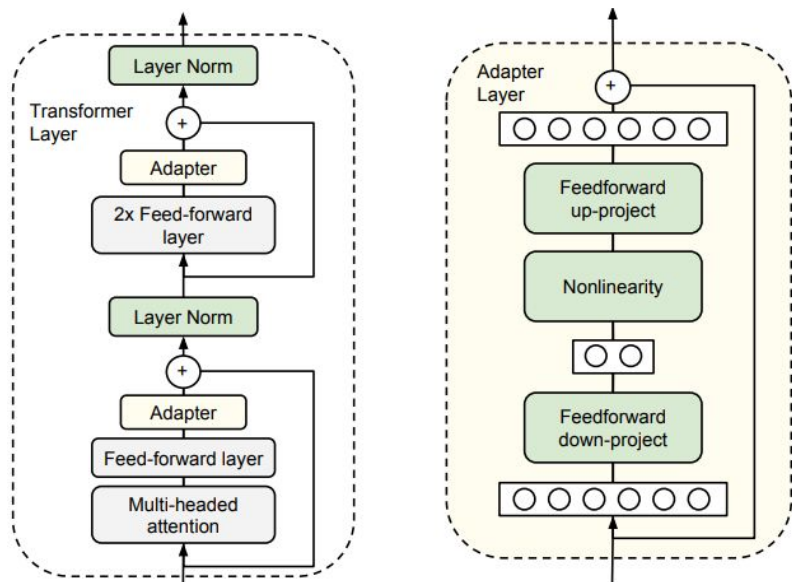 Layer Norm
Transformer
Layer
+
Adapter
2x Feed-forward
layer
Layer Norm
+
Adapter
Feed-forward layer
Multi-headed
attention
Adapter
Layer
+
Feedforward
up-project
Nonlinearity
Feedforward
down-project